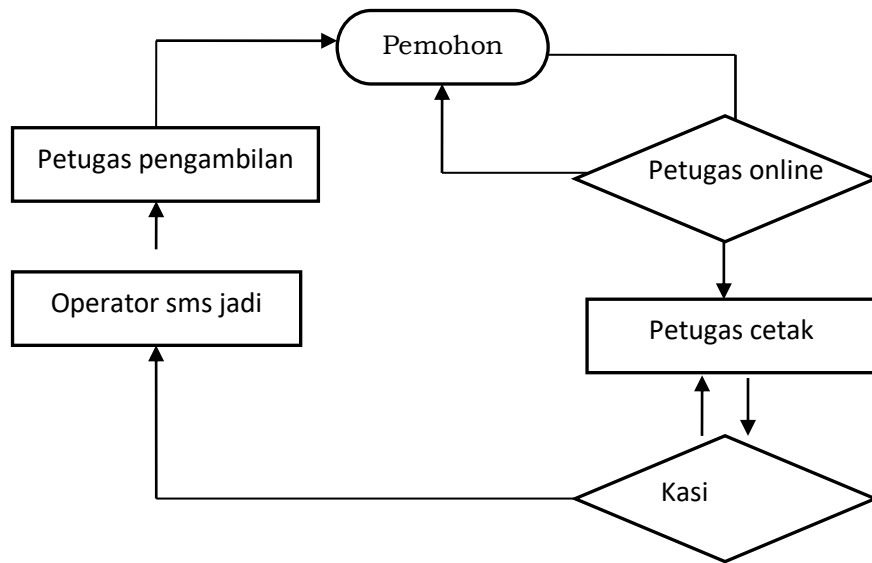 Pemohon
Petugas pengambilan
Petugas online
Operator sms jadi
Petugas cetak
Kasi